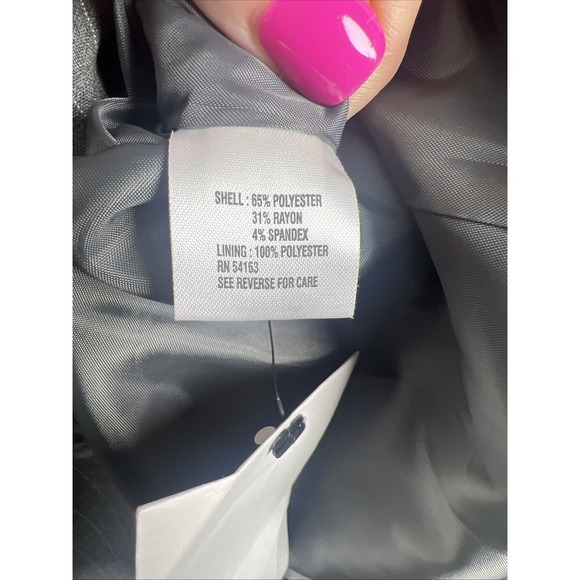 SHELL : 65% POLYESTER
31% RAYON
4% SPANDEX
LINING : 100% POLYESTER
RN 54163
SEE REVERSE FOR CARE